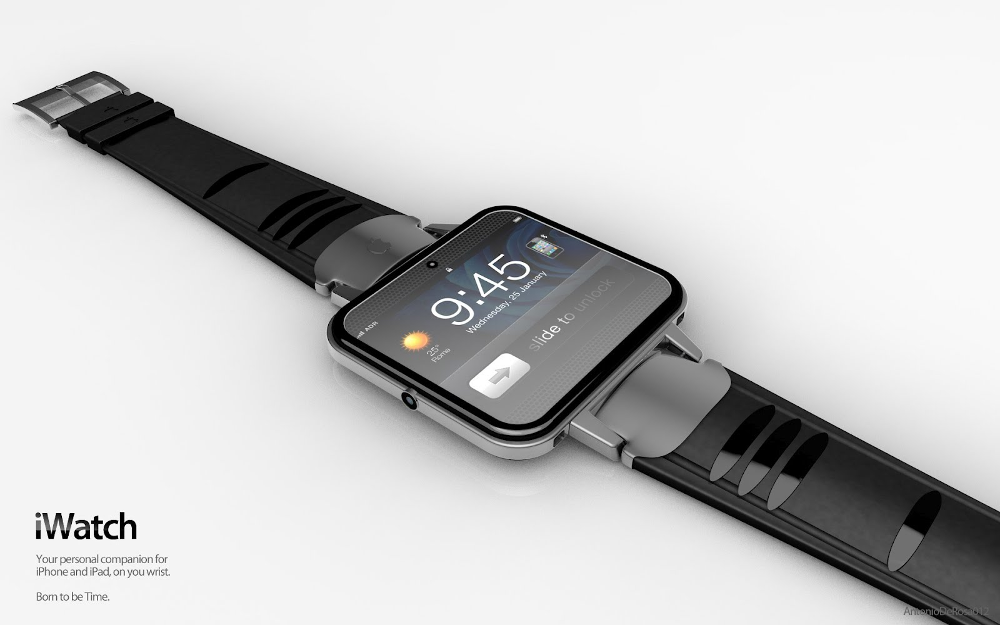 ADR
9:45
Wednesday, 25 January
25°
Rome
slide to unlock
iWatch
Your personal companion for
iPhone and iPad, on you wrist.
Born to be Time.
AntonioDeRosa012